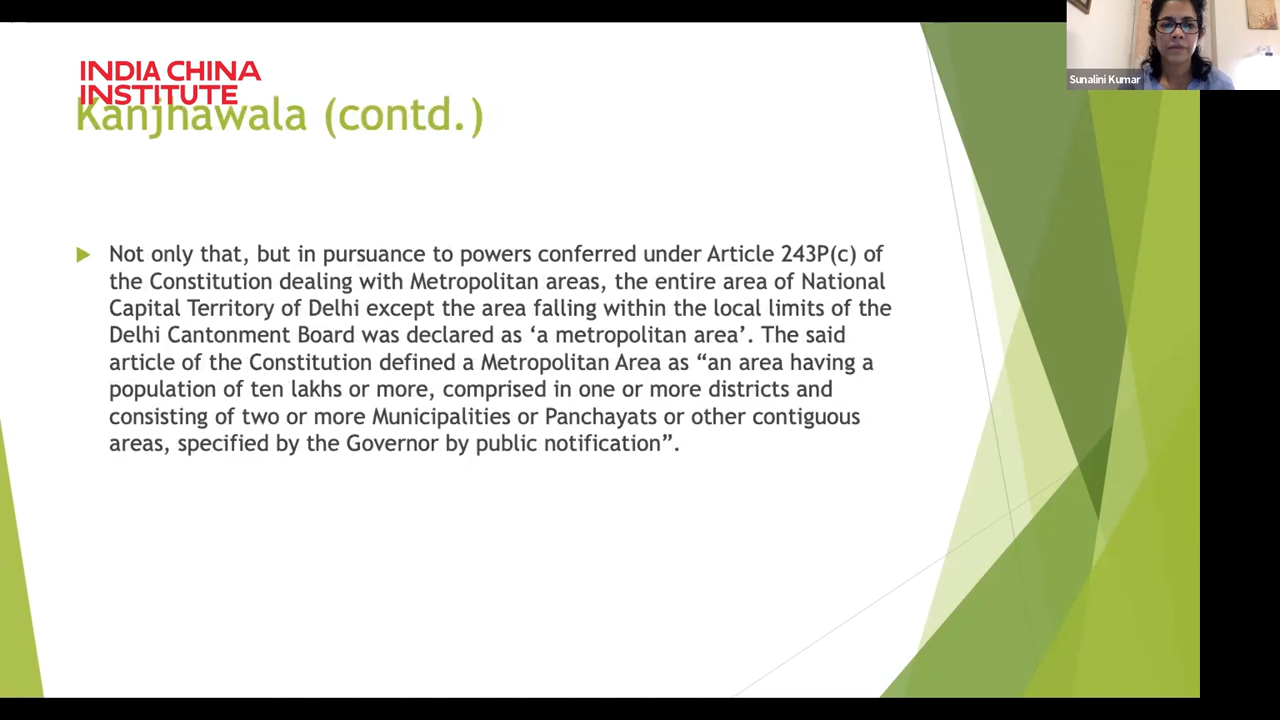 INDIA CHINA
INSTITUTE
Kanjhawala (contd.)
Sunalini Kumar
Not only that, but in pursuance to powers conferred under Article 243P(c) of
the Constitution dealing with Metropolitan areas, the entire area of National
Capital Territory of Delhi except the area falling within the local limits of the
Delhi Cantonment Board was declared as ‘a metropolitan area’. The said
article of the Constitution defined a Metropolitan Area as “an area having a
population of ten lakhs or more, comprised in one or more districts and
consisting of two or more Municipalities or Panchayats or other contiguous
areas, specified by the Governor by public notification”.